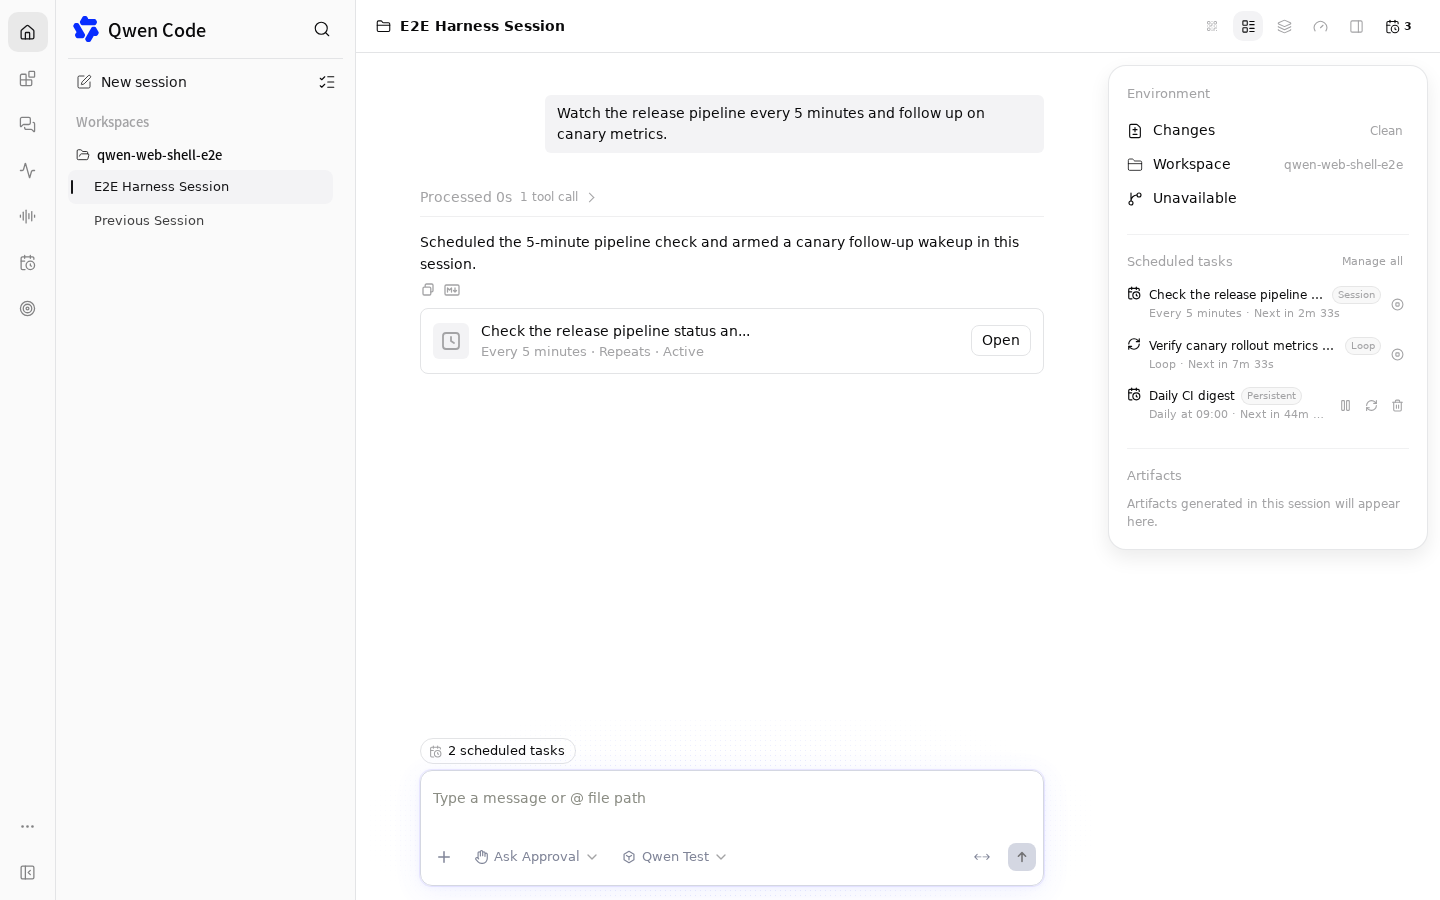 Qwen Code
New session
Workspaces
qwen-web-shell-e2e
E2E Harness Session
Previous Session
E2E Harness Session
3
Watch the release pipeline every 5 minutes and follow up on
canary metrics.
Processed 0s 1 tool call
Scheduled the 5-minute pipeline check and armed a canary follow-up wakeup in this
session.
M↓
Check the release pipeline status an...
Every 5 minutes · Repeats · Active
Open
2 scheduled tasks
Type a message or @ file path
Ask Approval
Qwen Test
Environment
Changes Clean
Workspace qwen-web-shell-e2e
Unavailable
Scheduled tasks Manage all
Check the release pipeline ... Session
Every 5 minutes · Next in 2m 33s
Verify canary rollout metrics ... Loop
Loop · Next in 7m 33s
Daily CI digest Persistent
Daily at 09:00 · Next in 44m ...
Artifacts
Artifacts generated in this session will appear
here.